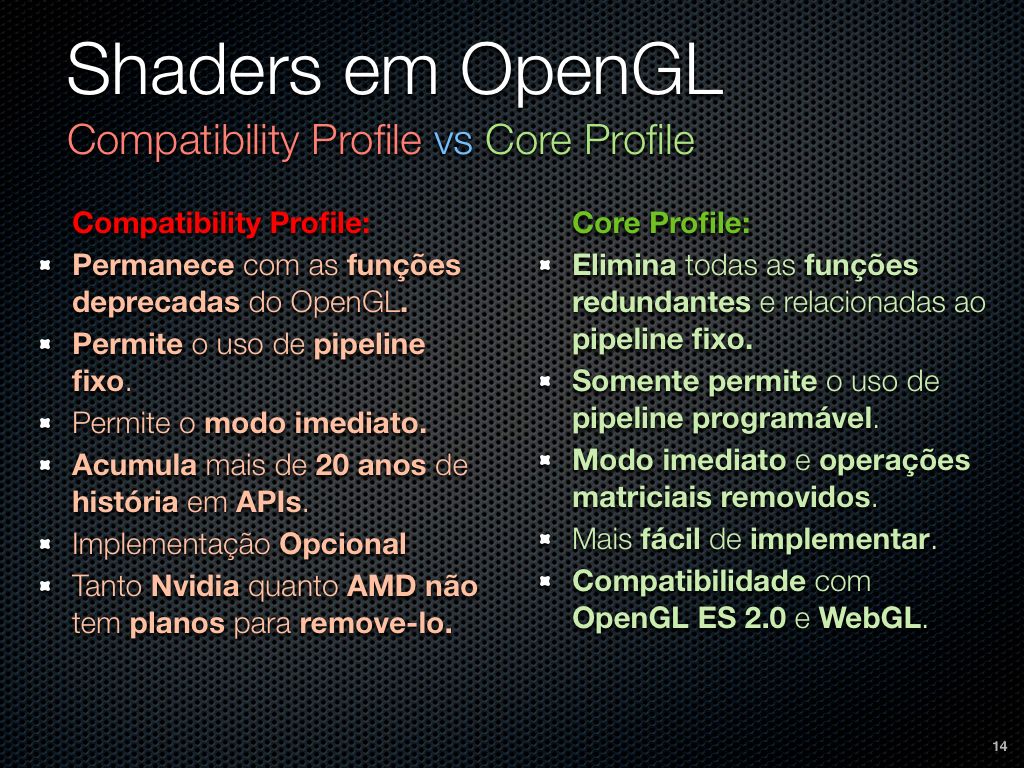 Shaders em OpenGL
Compatibility Profile vs Core Profile
Compatibility Profile:
Permanece com as funções
deprecadas do OpenGL.
Permite o uso de pipeline
fixo.
Permite o modo imediato.
Acumula mais de 20 anos de
história em APIs.
Implementação Opcional
Tanto Nvidia quanto AMD não
tem planos para remove-lo.
Core Profile:
Elimina todas as funções
redundantes e relacionadas ao
pipeline fixo.
Somente permite o uso de
pipeline programável.
Modo imediato e operações
matriciais removidos.
Mais fácil de implementar.
Compatibilidade com
OpenGL ES 2.0 e WebGL.
14